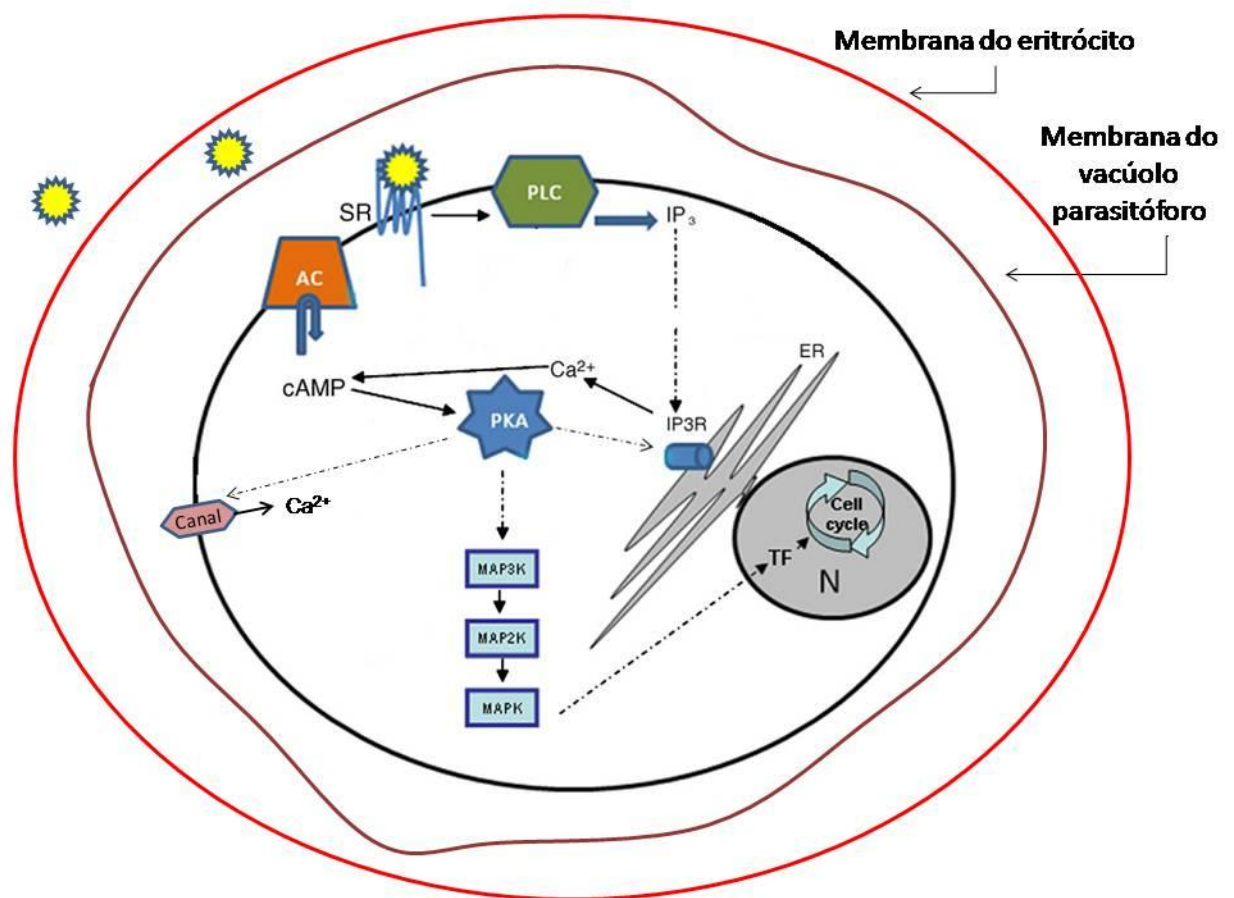 Membrana do eritrócito
Membrana do
vacúolo
parasitóforo
SR
PLC
IP₃
AC
cAMP
Ca²⁺
ER
PKA
IP3R
Canal
Ca²⁺
Cell
cycle
TF
N
MAP3K
MAP2K
MAPK